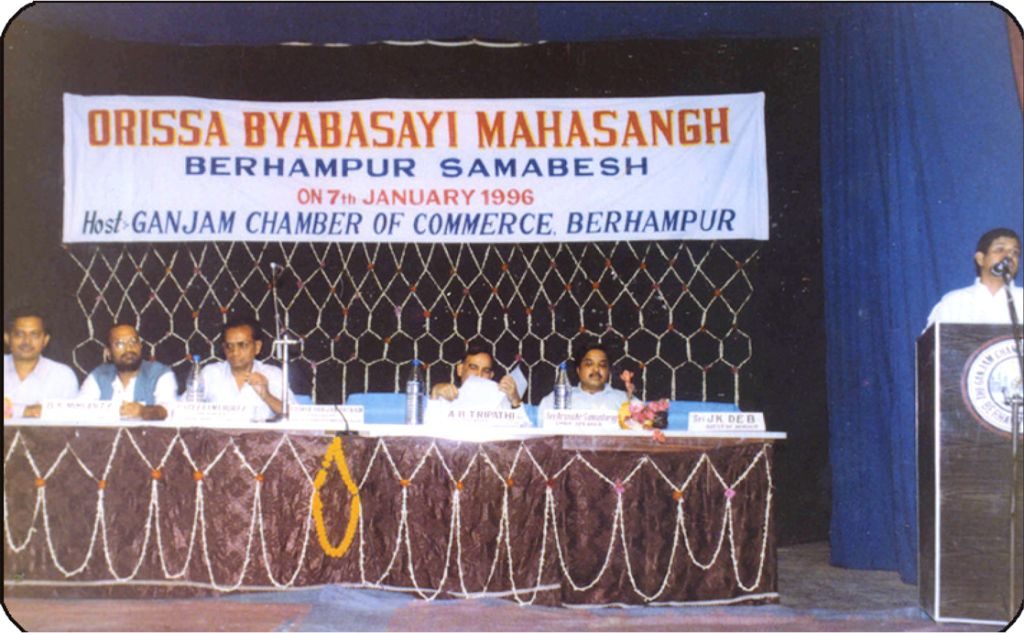 ORISSA BYABASAYI MAHASANGH
BERHAMPUR SAMABESH
ON 7th JANUARY 1996
Host:- GANJAM CHAMBER OF COMMERCE, BERHAMPUR
TRIPATHI
Sri J.K. DEB